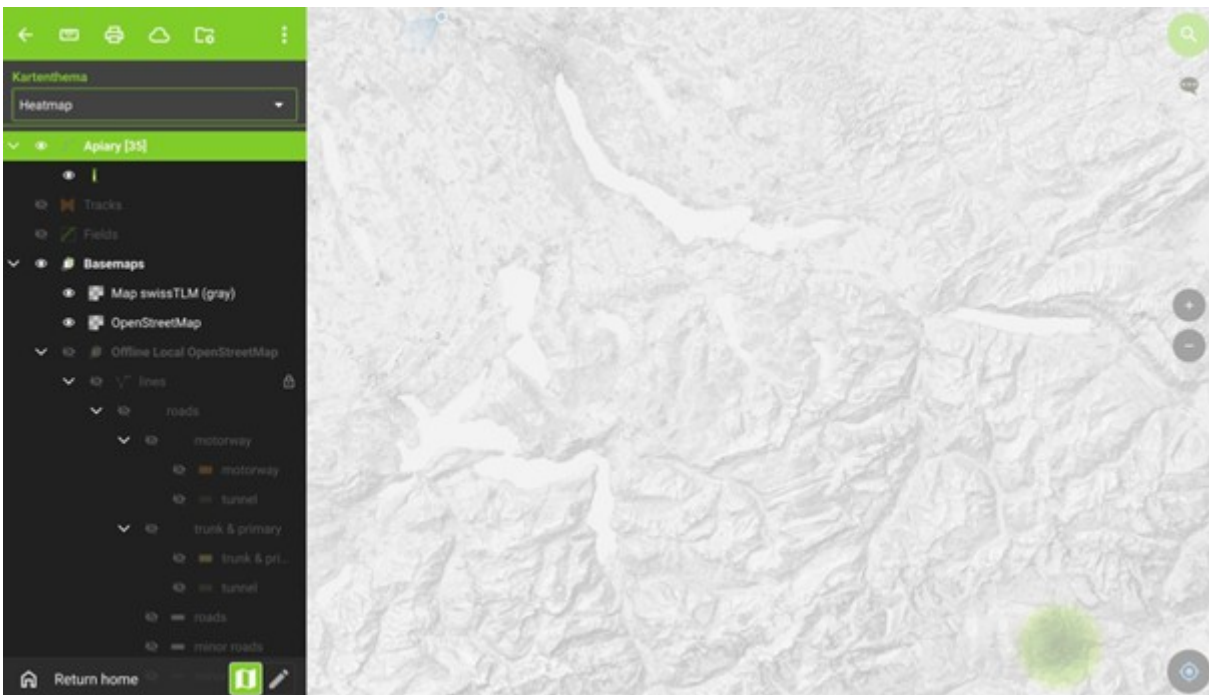 Kartenthema
Heatmap
Apiary [35]
Tracks
Fields
Basemaps
Map swissTLM (gray)
OpenStreetMap
Offline Local OpenStreetMap
lines
roads
motorway
motorway
tunnel
trunk & primary
trunk & pri...
tunnel
roads
minor roads
Return home